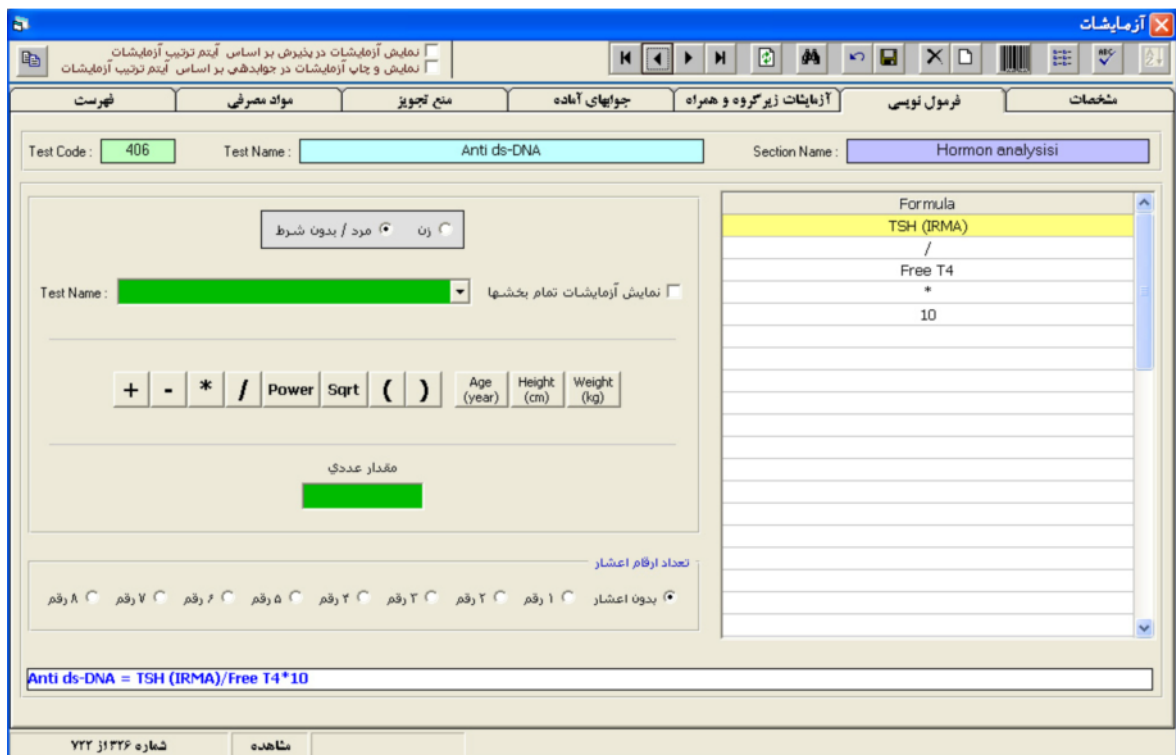 آزمایشات
نمایش آزمایشات در پذیرش بر اساس آیتم ترتیب آزمایشات
نمایش و چاپ آزمایشات در جوابدهی بر اساس آیتم ترتیب آزمایشات
مشخصات
فرمول نویسی
آزمایشات زیرگروه و همراه
جوابهای آماده
منع تجویز
مواد مصرفی
فهرست
Test Code : 406 Test Name : Anti ds-DNA Section Name : Hormon analysisi
زن
مرد / بدون شرط
Test Name :
نمایش آزمایشات تمام بخشها
+ - * / Power Sqrt ( ) Age (year) Height (cm) Weight (kg)
مقدار عددي
تعداد ارقام اعشار
بدون اعشار ۱ رقم ۲ رقم ۳ رقم ۴ رقم ۵ رقم ۶ رقم ۷ رقم ۸ رقم
Formula
TSH (IRMA)
/
Free T4
*
10
Anti ds-DNA = TSH (IRMA)/Free T4*10
مشاهده
شماره ۳۲۶ از ۷۲۲